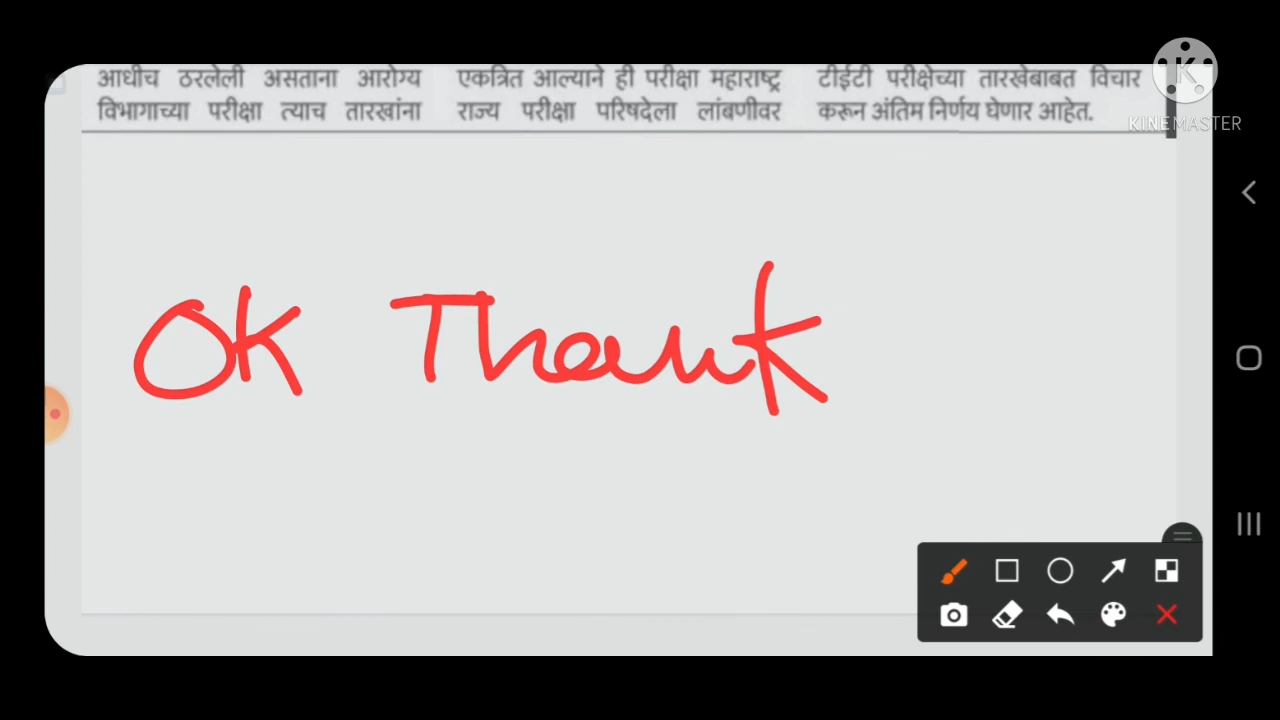 आधीच ठरलेली असताना आरोग्य
विभागाच्या परीक्षा त्याच तारखांना
एकत्रित आल्याने ही परीक्षा महाराष्ट्र
राज्य परीक्षा परिषदेला लांबणीवर
टीईटी परीक्षेच्या तारखेबाबत विचार
करून अंतिम निर्णय घेणार आहेत.
K
KINEMASTER
OK Thank